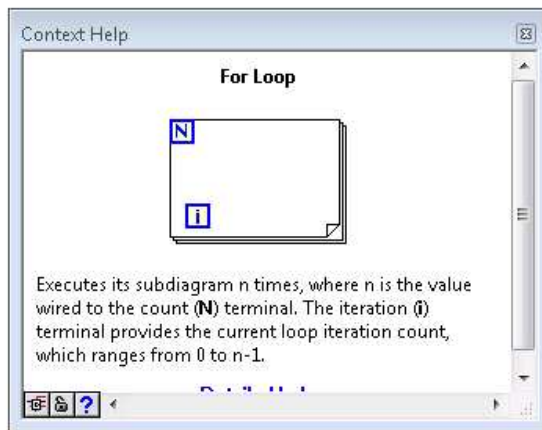 Context Help
For Loop
N
i
Executes its subdiagram n times, where n is the value
wired to the count (N) terminal. The iteration (i)
terminal provides the current loop iteration count,
which ranges from 0 to n-1.
?